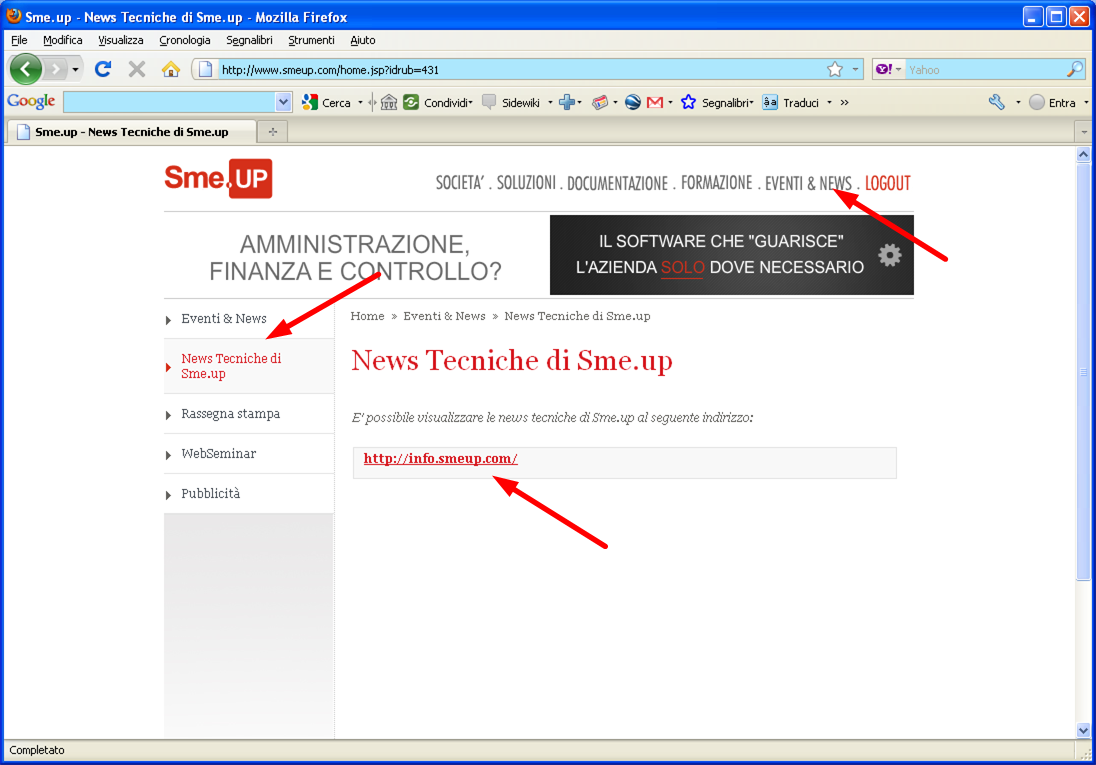 Sme.up - News Tecniche di Sme.up - Mozilla Firefox
File Modifica Visualizza Cronologia Segnalibri Strumenti Aiuto
http://www.smeup.com/home.jsp?idrub=431
Y! Yahoo
Google Cerca Condividi Sidewiki Segnalibri Traduci » Entra
Sme.up - News Tecniche di Sme.up
Sme.UP
SOCIETA' . SOLUZIONI . DOCUMENTAZIONE . FORMAZIONE . EVENTI & NEWS . LOGOUT
AMMINISTRAZIONE,
FINANZA E CONTROLLO?
IL SOFTWARE CHE "GUARISCE"
L'AZIENDA SOLO DOVE NECESSARIO
Eventi & News
News Tecniche di
Sme.up
Rassegna stampa
WebSeminar
Pubblicità
Home » Eventi & News » News Tecniche di Sme.up
News Tecniche di Sme.up
E' possibile visualizzare le news tecniche di Sme.up al seguente indirizzo:
http://info.smeup.com/
Completato